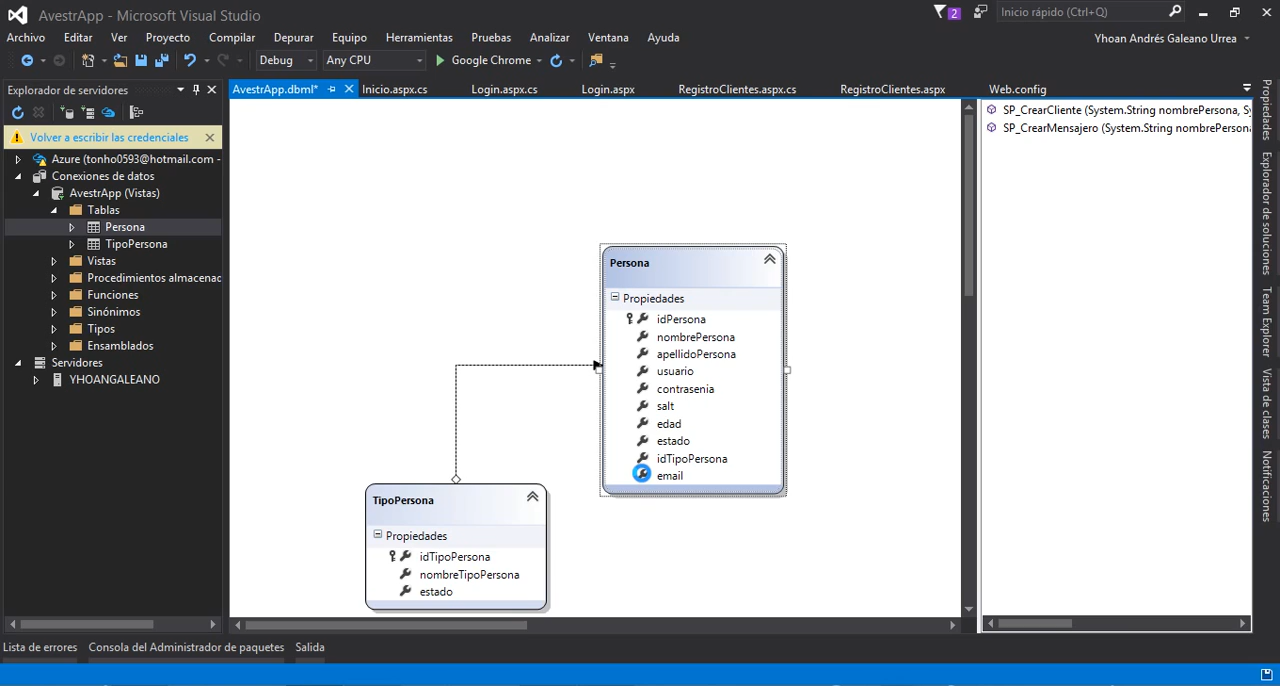 AvestrApp - Microsoft Visual Studio
2
Inicio rápido (Ctrl+Q)
Archivo Editar Ver Proyecto Compilar Depurar Equipo Herramientas Pruebas Analizar Ventana Ayuda
Yhoan Andrés Galeano Urrea
Debug Any CPU Google Chrome
Explorador de servidores
AvestrApp.dbml* Inicio.aspx.cs Login.aspx.cs Login.aspx RegistroClientes.aspx.cs RegistroClientes.aspx Web.config
Volver a escribir las credenciales
Azure (tonho0593@hotmail.com -
Conexiones de datos
AvestrApp (Vistas)
Tablas
Persona
TipoPersona
Vistas
Procedimientos almacenac
Funciones
Sinónimos
Tipos
Ensamblados
Servidores
YHOANGALEANO
Persona
Propiedades
idPersona
nombrePersona
apellidoPersona
usuario
contrasenia
salt
edad
estado
idTipoPersona
email
TipoPersona
Propiedades
idTipoPersona
nombreTipoPersona
estado
SP_CrearCliente (System.String nombrePersona, Sy
SP_CrearMensajero (System.String nombrePersona
Propiedades
Explorador de soluciones
Team Explorer
Vista de clases
Notificaciones
Lista de errores Consola del Administrador de paquetes Salida